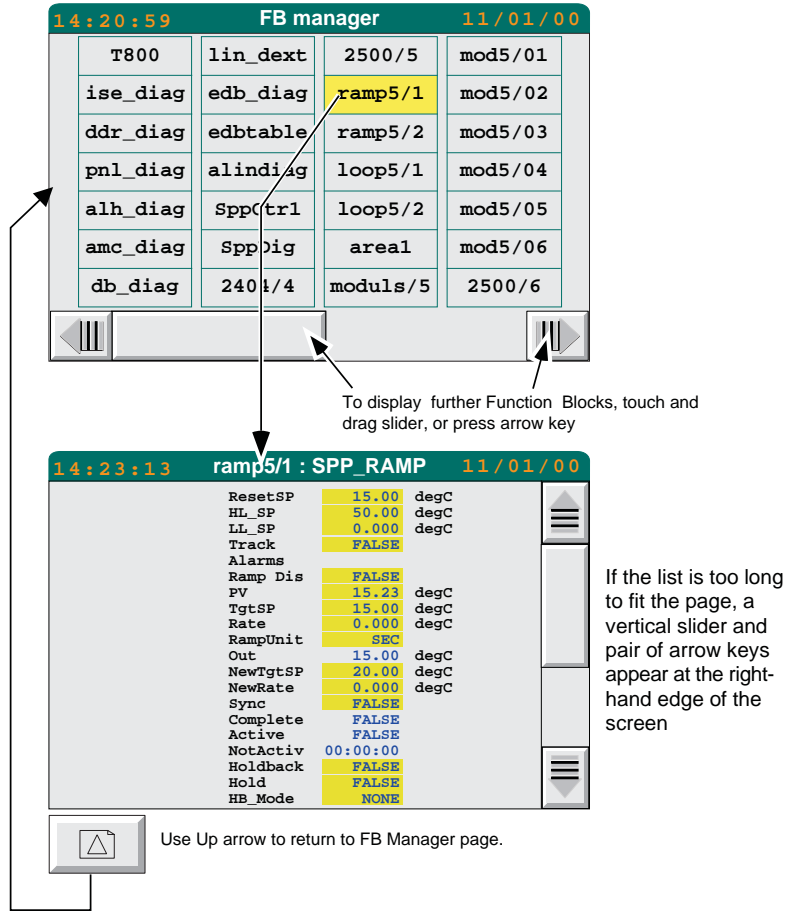 14:20:59 FB manager 11/01/00
T800 lin_dext 2500/5 mod5/01
ise_diag edb_diag ramp5/1 mod5/02
ddr_diag edbtable ramp5/2 mod5/03
pnl_diag alindiag loop5/1 mod5/04
alh_diag SppCtr1 loop5/2 mod5/05
amc_diag SppDig area1 mod5/06
db_diag 2404/4 moduls/5 2500/6
To display further Function Blocks, touch and
drag slider, or press arrow key
14:23:13 ramp5/1 : SPP_RAMP 11/01/00
ResetSP 15.00 degC
HL_SP 50.00 degC
LL_SP 0.000 degC
Track FALSE
Alarms
Ramp Dis FALSE
PV 15.23 degC
TgtSP 15.00 degC
Rate 0.000 degC
RampUnit SEC
Out 15.00 degC
NewTgtSP 20.00 degC
NewRate 0.000 degC
Sync FALSE
Complete FALSE
Active FALSE
NotActiv 00:00:00
Holdback FALSE
Hold FALSE
HB_Mode NONE
If the list is too long
to fit the page, a
vertical slider and
pair of arrow keys
appear at the right-
hand edge of the
screen
Use Up arrow to return to FB Manager page.